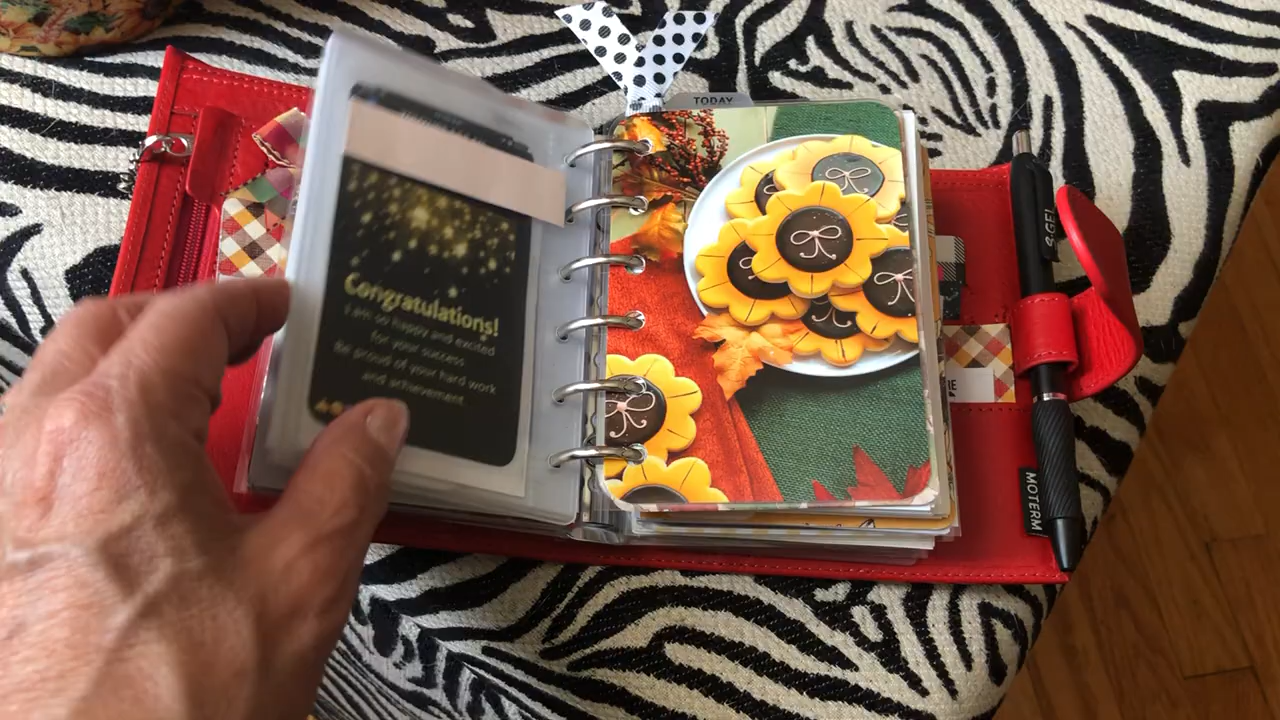 TODAY
Congratulations!
I am so happy and excited
for your success
Be proud of your hard work
and achievement
S·GEL
MOTERM